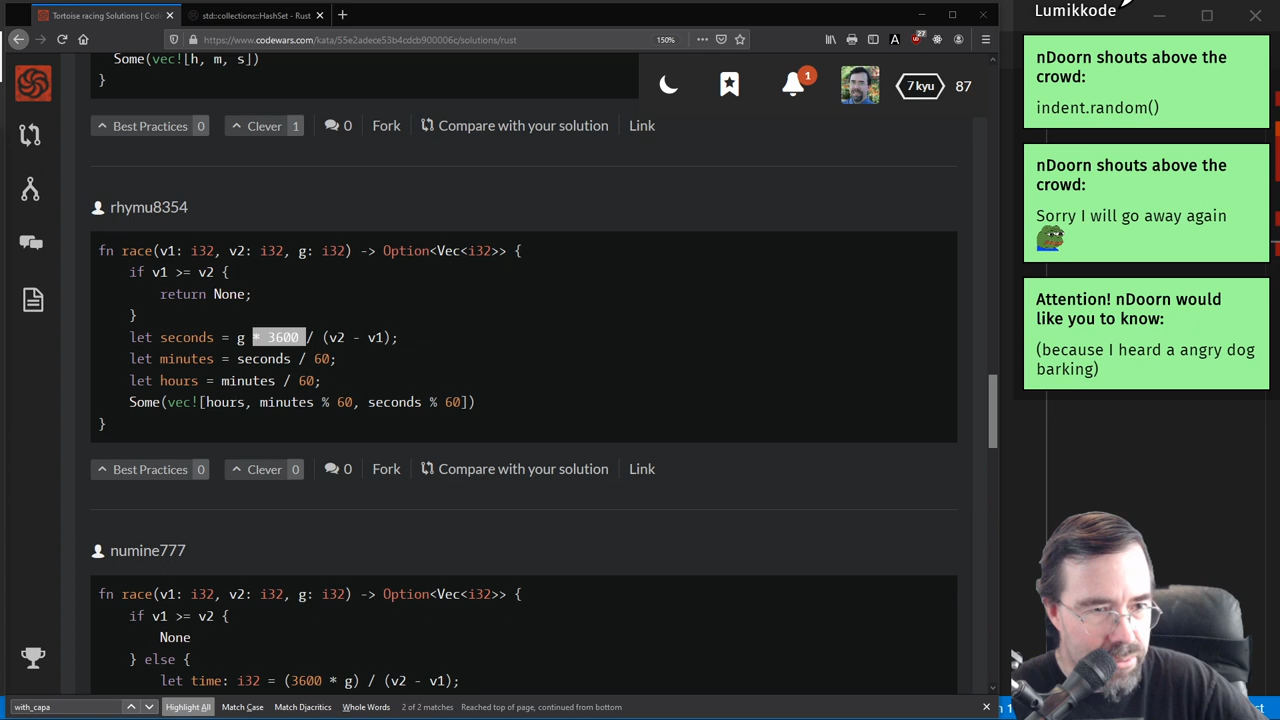 Tortoise racing Solutions | Cod
std::collections::HashSet - Rust
https://www.codewars.com/kata/55e2adece53b4cdcb900006c/solutions/rust
150%
27
Some(vec![h, m, s])
}
1
7 kyu
87
Best Practices 0
Clever 1
0
Fork
Compare with your solution
Link
rhymu8354
fn race(v1: i32, v2: i32, g: i32) -> Option<Vec<i32>> {
if v1 >= v2 {
return None;
}
let seconds = g * 3600 / (v2 - v1);
let minutes = seconds / 60;
let hours = minutes / 60;
Some(vec![hours, minutes % 60, seconds % 60])
}
Best Practices 0
Clever 0
0
Fork
Compare with your solution
Link
numine777
fn race(v1: i32, v2: i32, g: i32) -> Option<Vec<i32>> {
if v1 >= v2 {
None
} else {
let time: i32 = (3600 * g) / (v2 - v1);
with_capa
Highlight All
Match Case
Match Diacritics
Whole Words
2 of 2 matches
Reached top of page, continued from bottom
Lumikkode
nDoorn shouts above the
crowd:
indent.random()
nDoorn shouts above the
crowd:
Sorry I will go away again
Attention! nDoorn would
like you to know:
(because I heard a angry dog
barking)